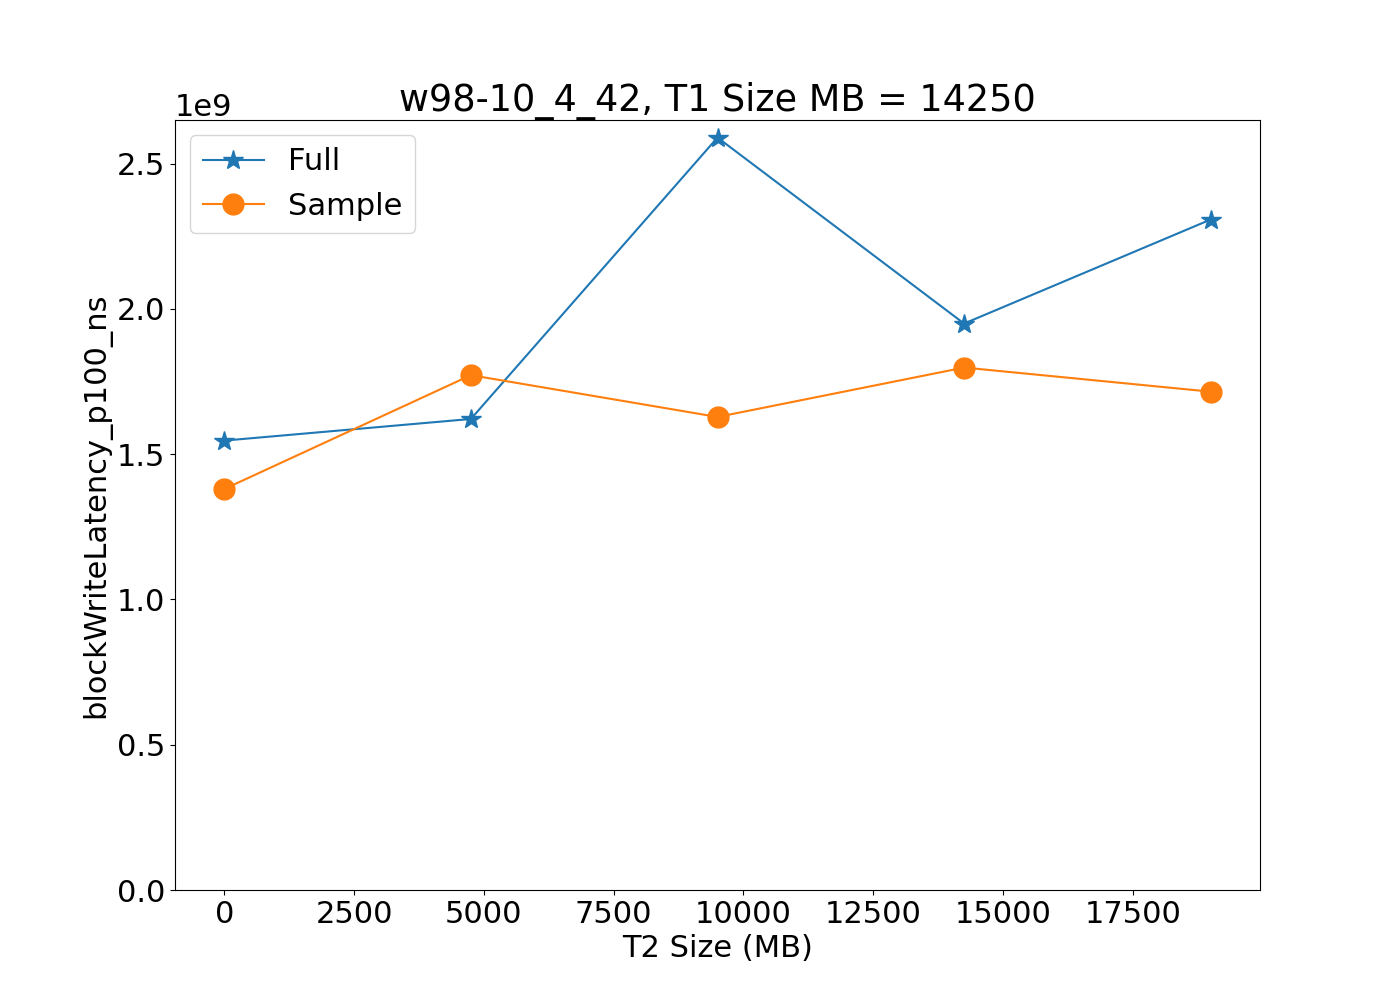 w98-10_4_42, T1 Size MB = 14250
1e9
Full
Sample
2.5
2.0
1.5
1.0
0.5
0.0
blockWriteLatency_p100_ns
0 2500 5000 7500 10000 12500 15000 17500
T2 Size (MB)